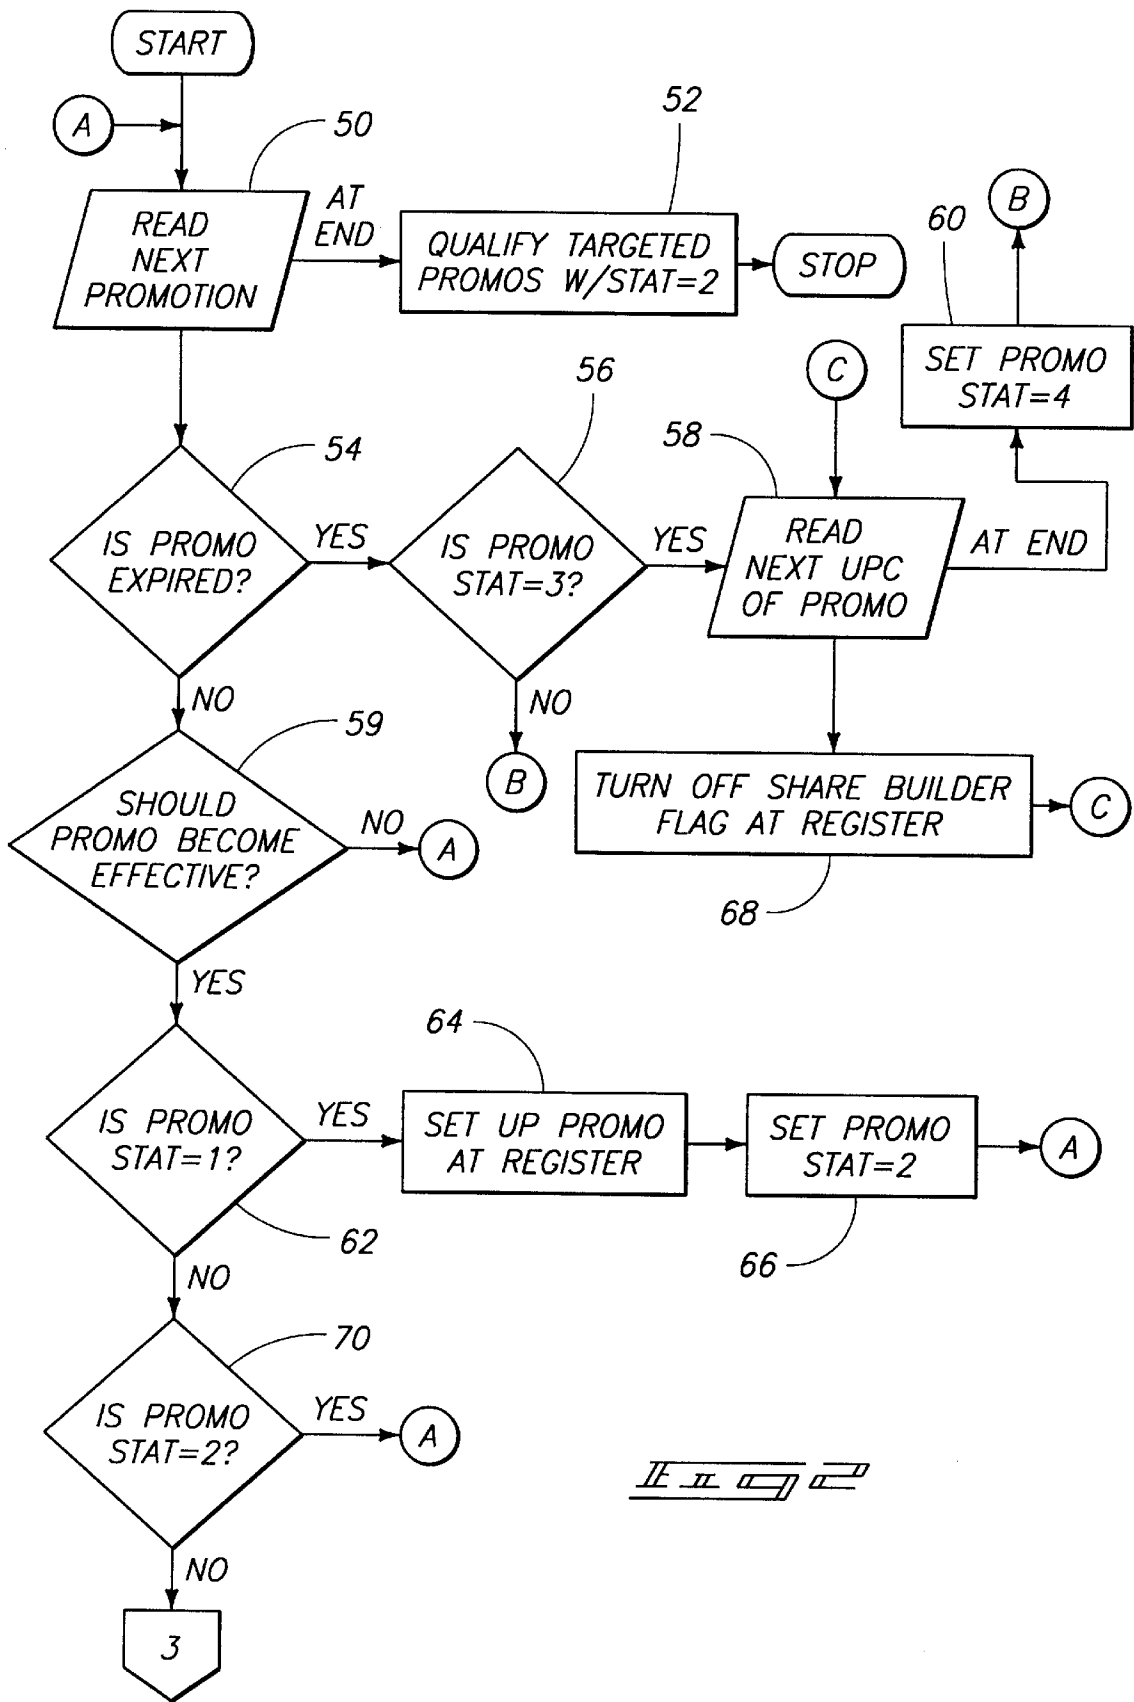 START
A
50
READ
NEXT
PROMOTION
AT
END
52
QUALIFY TARGETED
PROMOS W/STAT=2
STOP
B
60
SET PROMO
STAT=4
54
IS PROMO
EXPIRED?
YES
56
IS PROMO
STAT=3?
YES
C
58
READ
NEXT UPC
OF PROMO
AT END
NO
NO
B
59
SHOULD
PROMO BECOME
EFFECTIVE?
NO
A
TURN OFF SHARE BUILDER
FLAG AT REGISTER
C
68
YES
IS PROMO
STAT=1?
62
YES
64
SET UP PROMO
AT REGISTER
SET PROMO
STAT=2
66
A
NO
70
IS PROMO
STAT=2?
YES
A
NO
3
FIG 2